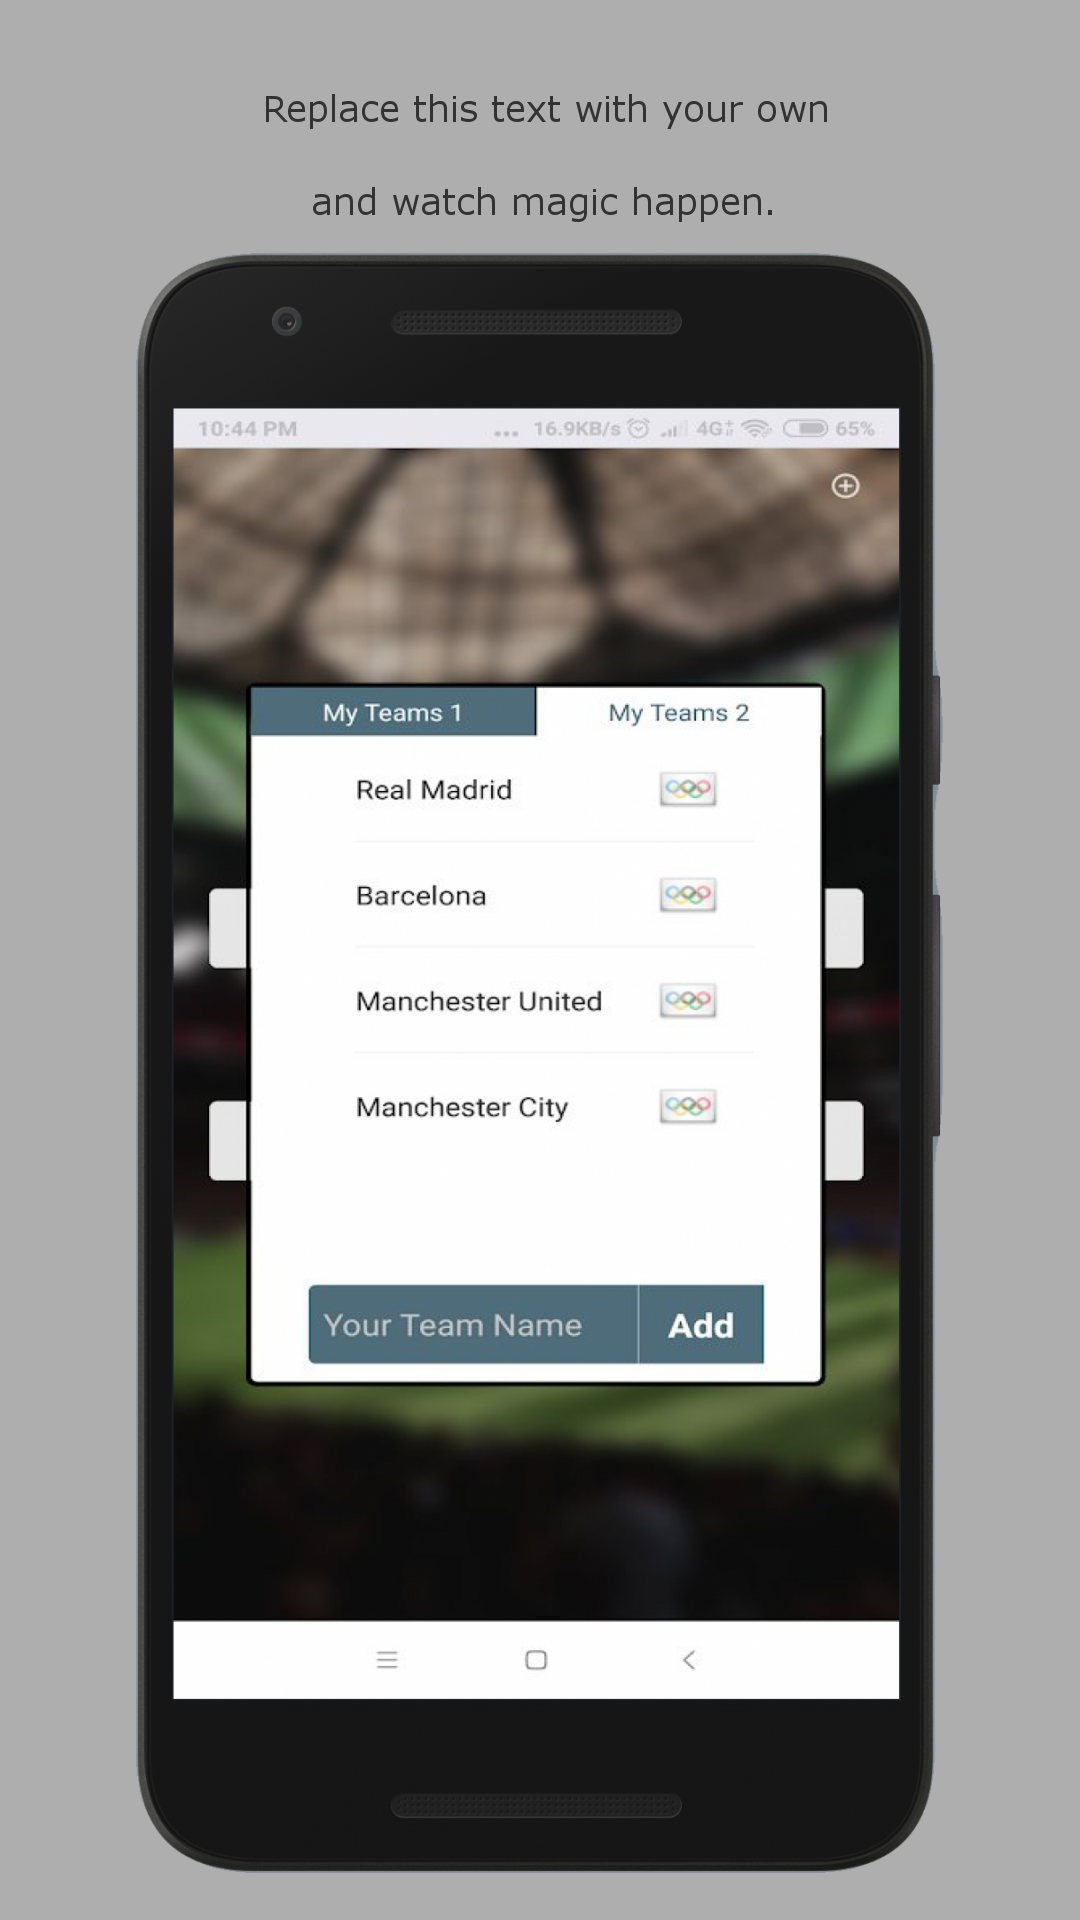 Replace this text with your own
and watch magic happen.
10:44 PM ... 16.9KB/s 4G 65%
My Teams 1 My Teams 2
Real Madrid
Barcelona
Manchester United
Manchester City
Your Team Name Add